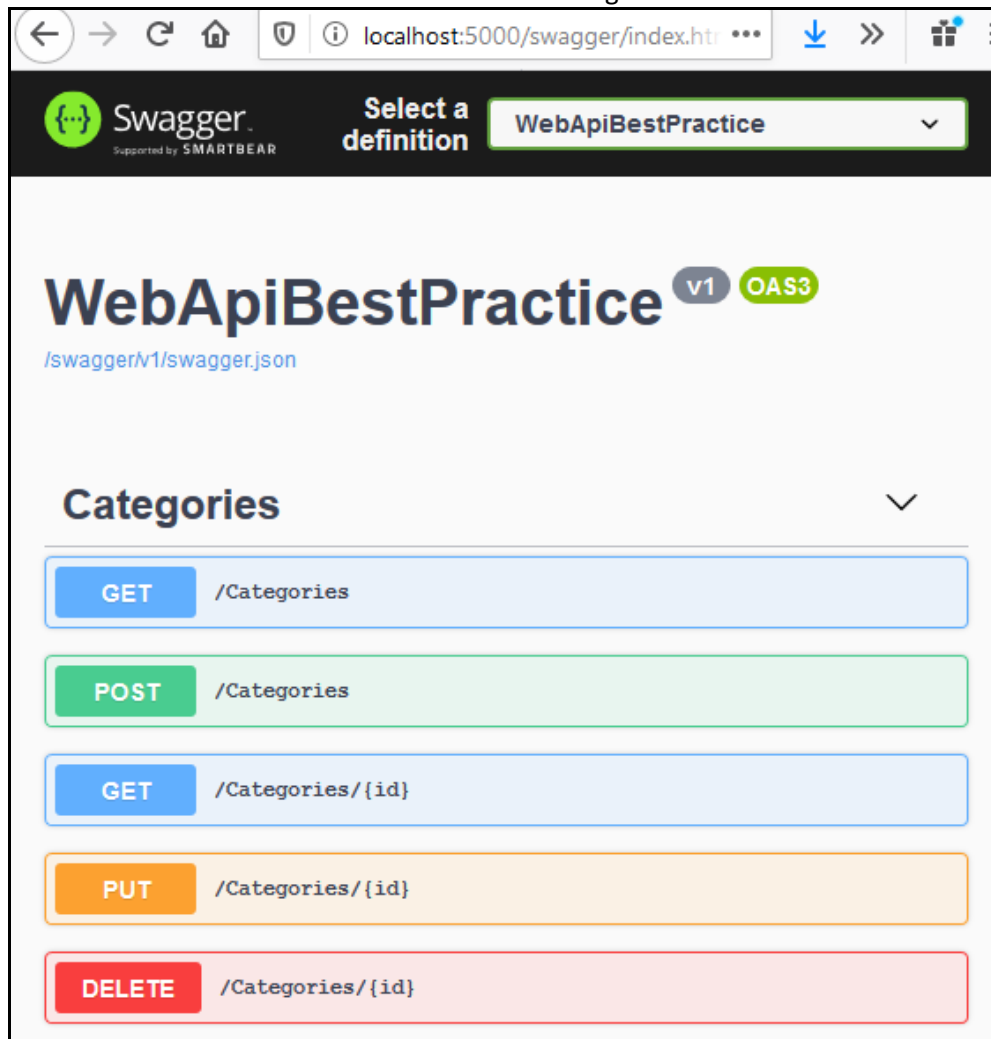 localhost:5000/swagger/index.ht
Swagger.
Supported by SMARTBEAR
Select a
definition
WebApiBestPractice
WebApiBestPractice v1 OAS3
/swagger/v1/swagger.json
Categories
GET /Categories
POST /Categories
GET /Categories/{id}
PUT /Categories/{id}
DELETE /Categories/{id}